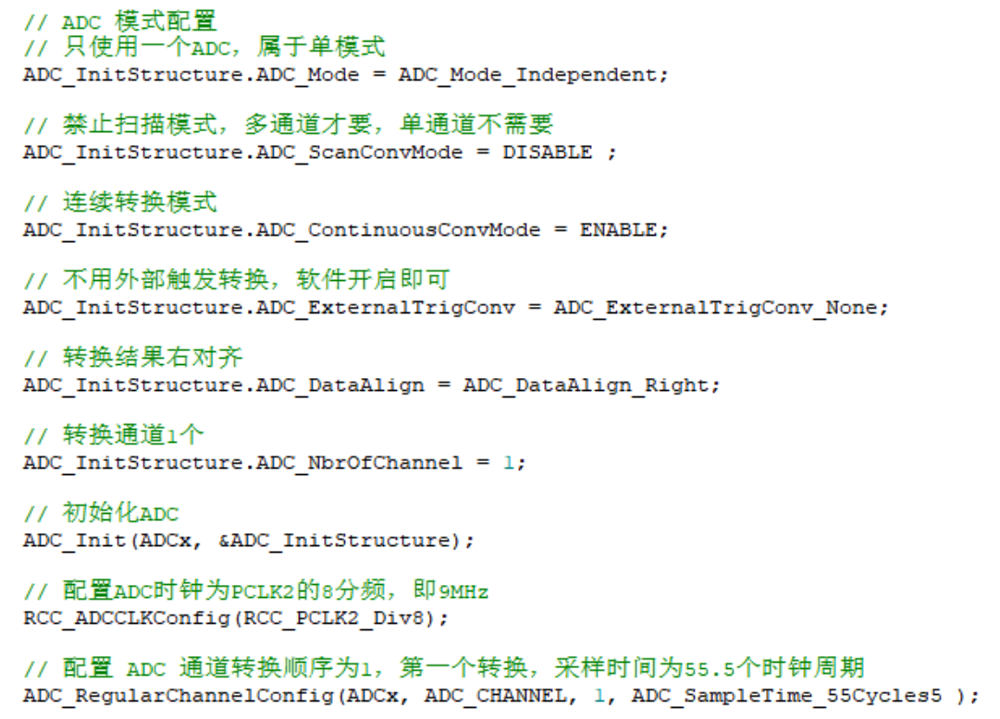 // ADC 模式配置
// 只使用一个ADC，属于单模式
ADC_InitStructure.ADC_Mode = ADC_Mode_Independent;
// 禁止扫描模式，多通道才要，单通道不需要
ADC_InitStructure.ADC_ScanConvMode = DISABLE ;
// 连续转换模式
ADC_InitStructure.ADC_ContinuousConvMode = ENABLE;
// 不用外部触发转换，软件开启即可
ADC_InitStructure.ADC_ExternalTrigConv = ADC_ExternalTrigConv_None;
// 转换结果右对齐
ADC_InitStructure.ADC_DataAlign = ADC_DataAlign_Right;
// 转换通道1个
ADC_InitStructure.ADC_NbrOfChannel = 1;
// 初始化ADC
ADC_Init(ADCx, &ADC_InitStructure);
// 配置ADC时钟为PCLK2的8分频，即9MHz
RCC_ADCCLKConfig(RCC_PCLK2_Div8);
// 配置 ADC 通道转换顺序为1，第一个转换，采样时间为55.5个时钟周期
ADC_RegularChannelConfig(ADCx, ADC_CHANNEL, 1, ADC_SampleTime_55Cycles5 );